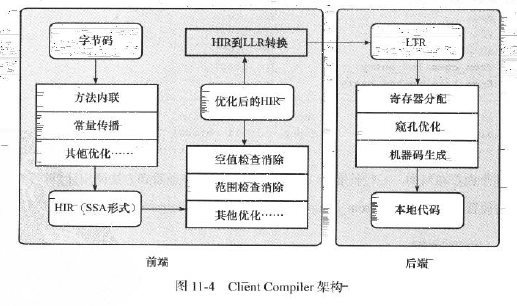 字节码
方法内联
常量传播
其他优化……
HIR（SSA形式）
HIR到LLR转换
优化后的HIR
空值检查消除
范围检查消除
其他优化……
前端
LIR
寄存器分配
窥孔优化
机器码生成
本地代码
后端
图 11-4 Client Compiler 架构